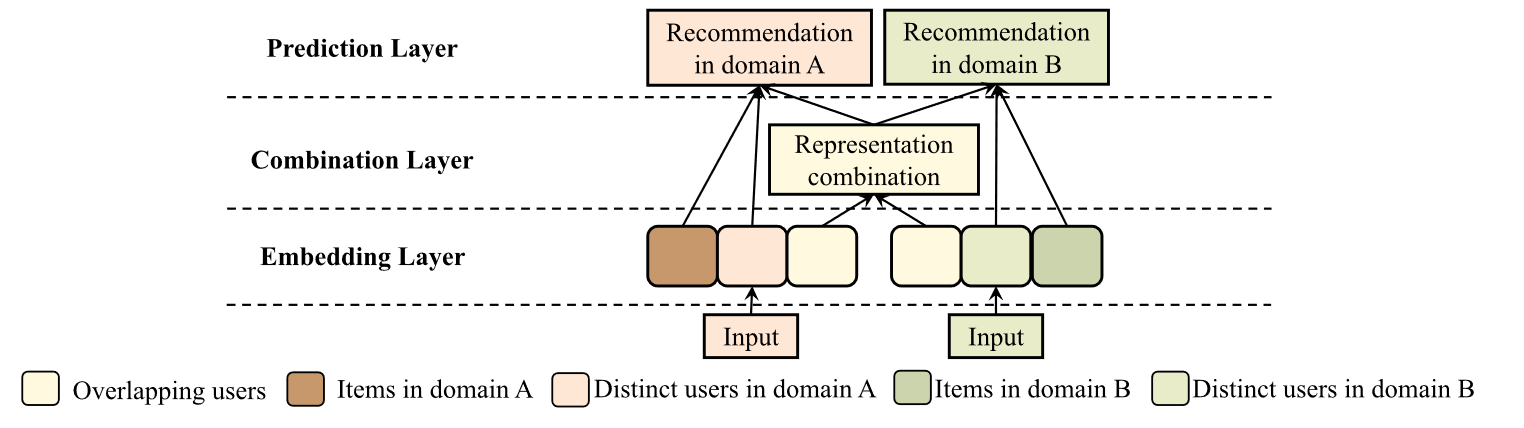 Prediction Layer
Recommendation
in domain A
Recommendation
in domain B
Combination Layer
Representation
combination
Embedding Layer
Input
Input
Overlapping users
Items in domain A
Distinct users in domain A
Items in domain B
Distinct users in domain B